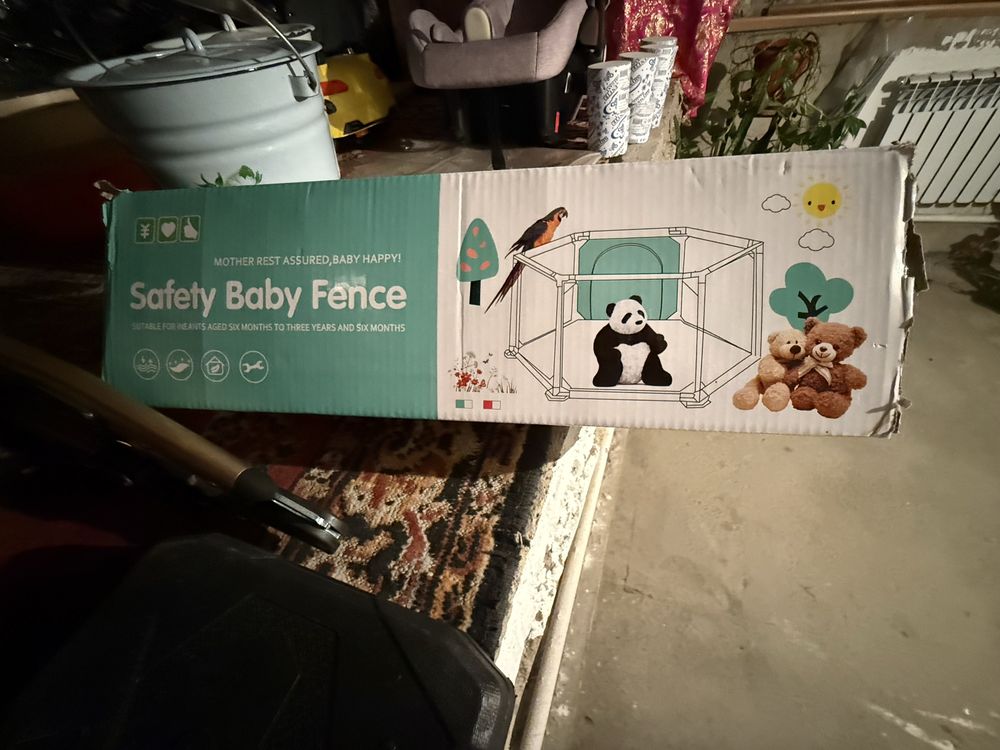 MOTHER REST ASSURED,BABY HAPPY!
Safety Baby Fence
SUITABLE FOR INEANTS AGED SIX MONTHS TO THREE YEARS AND SIX MONTHS